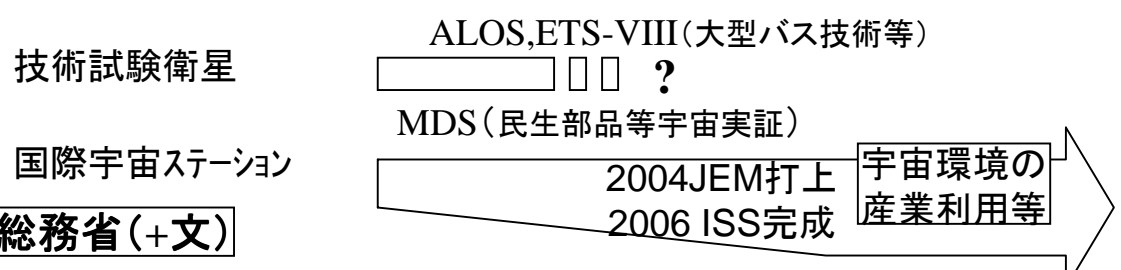 ALOS,ETS-VIII(大型バス技術等)
技術試験衛星
?
MDS(民生部品等宇宙実証)
国際宇宙ステーション
2004JEM打上
2006 ISS完成
宇宙環境の
産業利用等
総務省(+文)